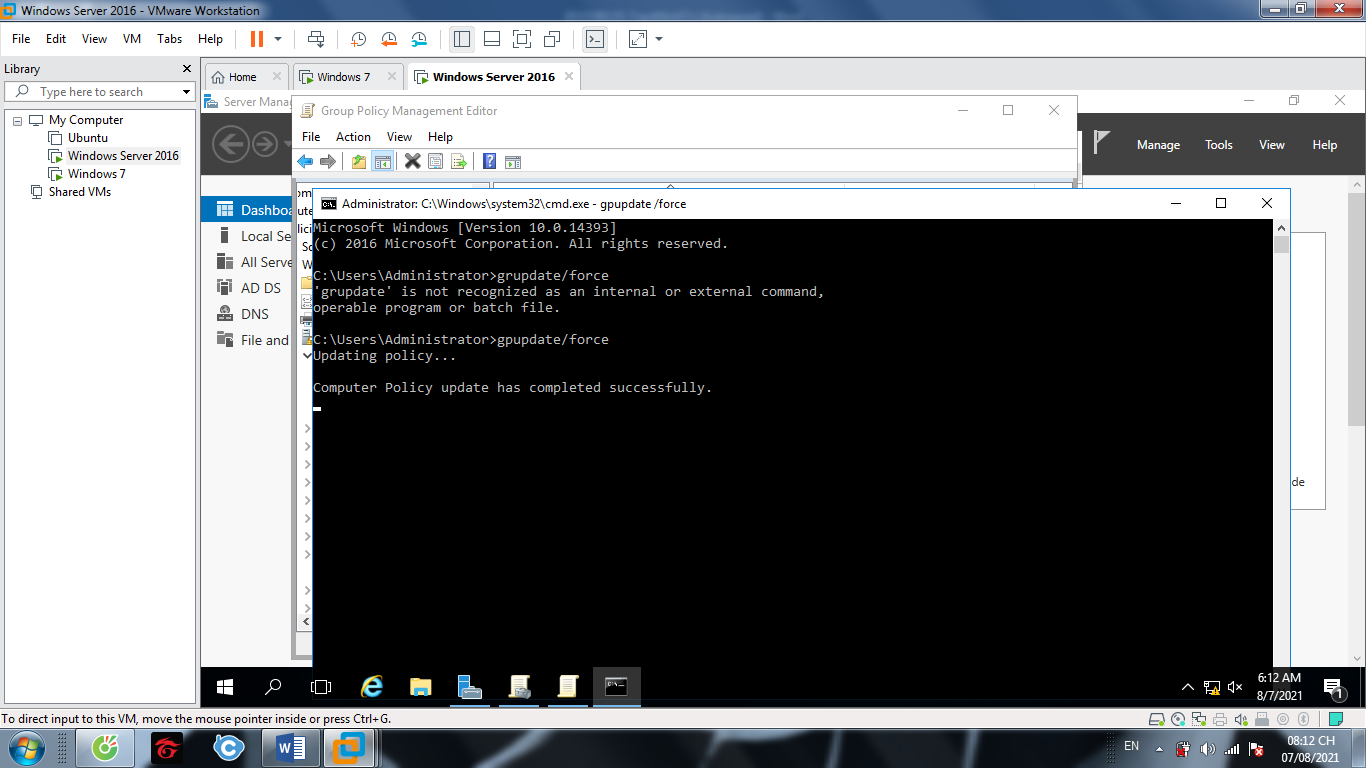 Windows Server 2016 - VMware Workstation
File Edit View VM Tabs Help
Library
Type here to search
My Computer
Ubuntu
Windows Server 2016
Windows 7
Shared VMs
Home Windows 7 Windows Server 2016
Server Mana
Manage Tools View Help
Dashboa
Local Se
All Serve
AD DS
DNS
File and
Group Policy Management Editor
File Action View Help
Administrator: C:\Windows\system32\cmd.exe - gpupdate /force
Microsoft Windows [Version 10.0.14393]
(c) 2016 Microsoft Corporation. All rights reserved.
C:\Users\Administrator>grupdate/force
'grupdate' is not recognized as an internal or external command,
operable program or batch file.
C:\Users\Administrator>gpupdate/force
Updating policy...
Computer Policy update has completed successfully.
de
6:12 AM
8/7/2021
1
To direct input to this VM, move the mouse pointer inside or press Ctrl+G.
EN
08:12 CH
07/08/2021